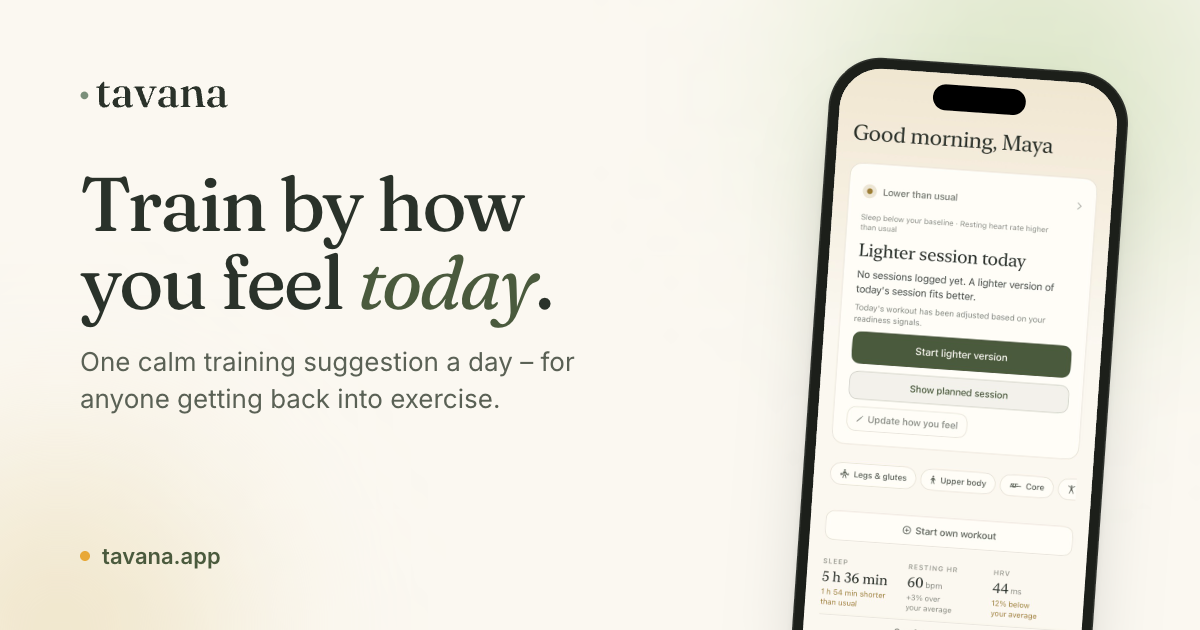 tavana
Train by how
you feel today.
One calm training suggestion a day – for
anyone getting back into exercise.
tavana.app
Good morning, Maya
Lower than usual
Sleep below your baseline · Resting heart rate higher
than usual
Lighter session today
No sessions logged yet. A lighter version of
today's session fits better.
Today's workout has been adjusted based on your
readiness signals.
Start lighter version
Show planned session
Update how you feel
Legs & glutes
Upper body
Core
Start own workout
SLEEP
5 h 36 min
1 h 54 min shorter
than usual
RESTING HR
60 bpm
+3% over
your average
HRV
44 ms
12% below
your average